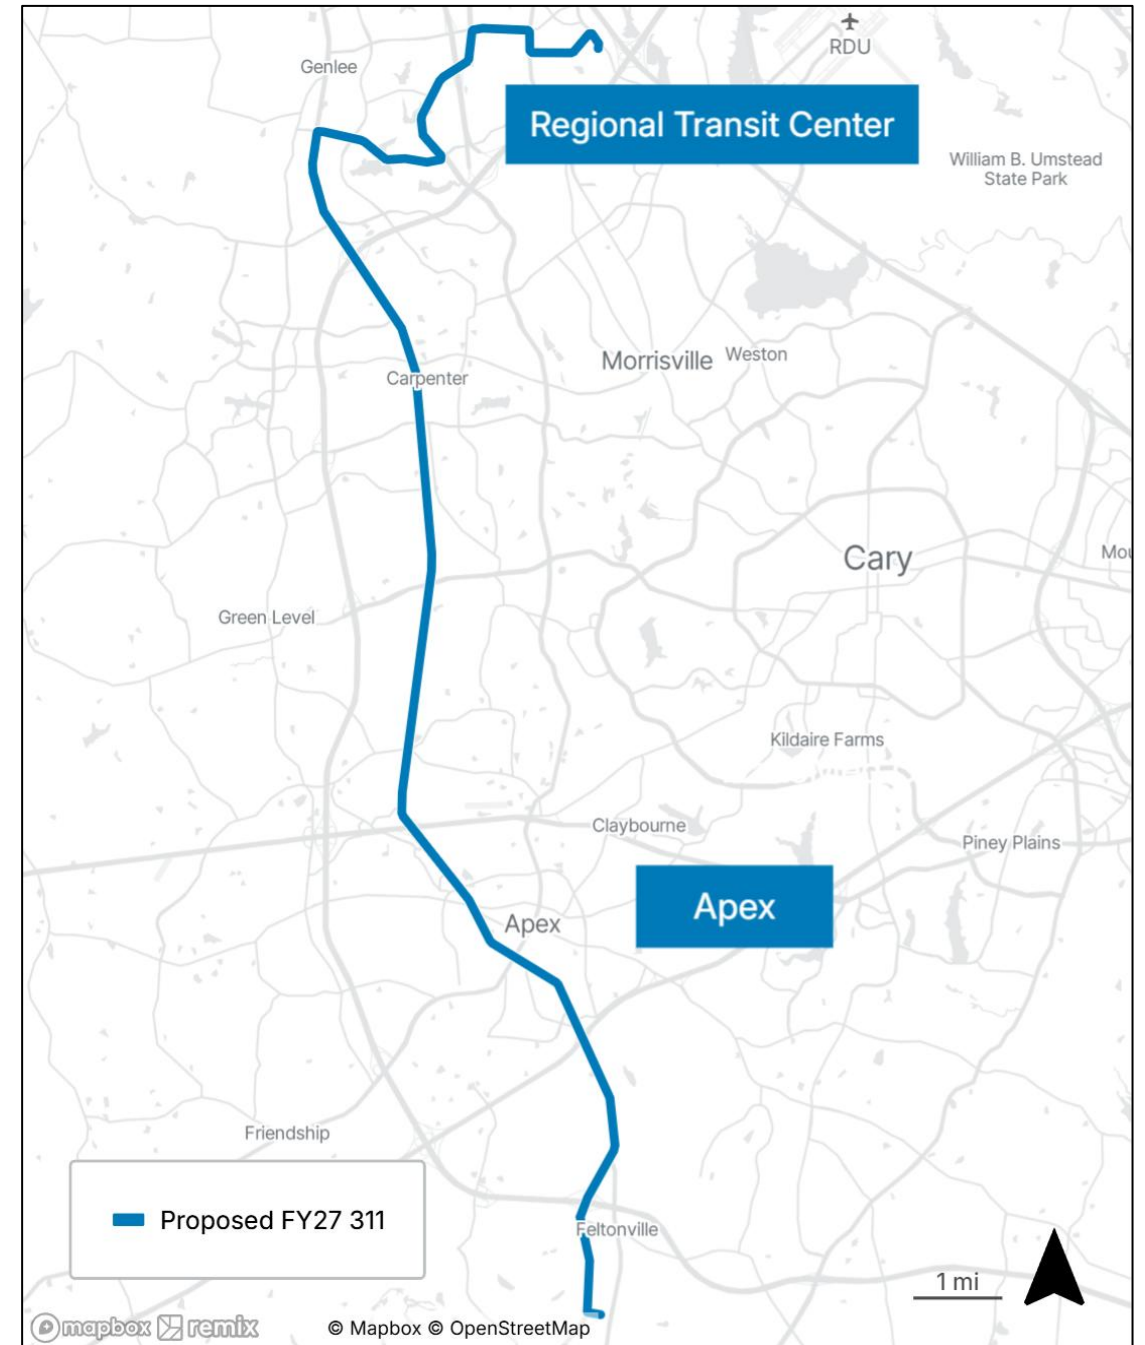 RDU
Genlee
Regional Transit Center
William B. Umstead
State Park
Morrisville
Weston
Carpenter
Cary
Mou
Green Level
Kildaire Farms
Claybourne
Piney Plains
Apex
Apex
Friendship
Proposed FY27 311
Feltonville
1 mi
mapbox remix
© Mapbox © OpenStreetMap